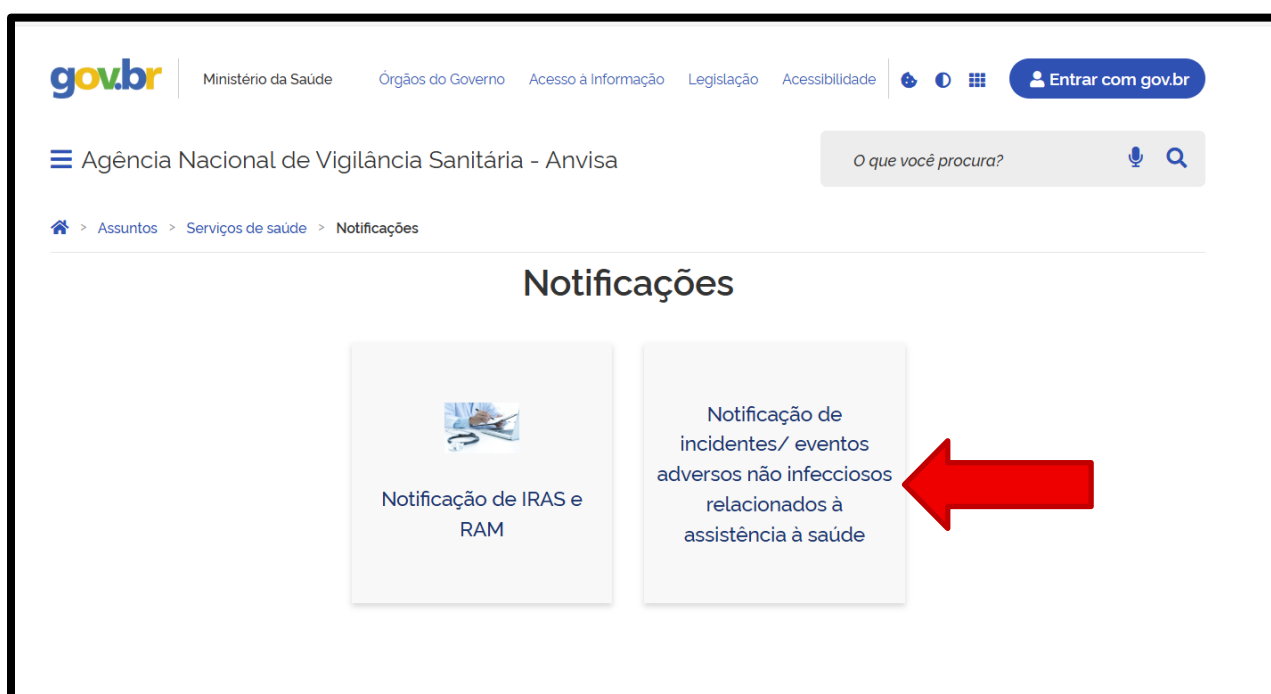 gov.br Ministério da Saúde Órgãos do Governo Acesso à Informação Legislação Acessibilidade Entrar com gov.br
Agência Nacional de Vigilância Sanitária - Anvisa O que você procura?
> Assuntos > Serviços de saúde > Notificações
Notificações
Notificação de IRAS e
RAM
Notificação de
incidentes/ eventos
adversos não infecciosos
relacionados à
assistência à saúde